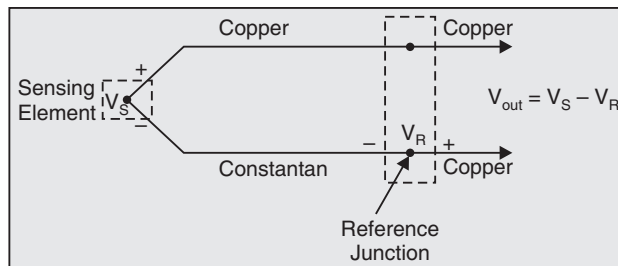 Copper
Copper
+
Sensing
Element
V_S
V_out = V_S – V_R
–
–
V_R
+
Constantan
Copper
Reference
Junction